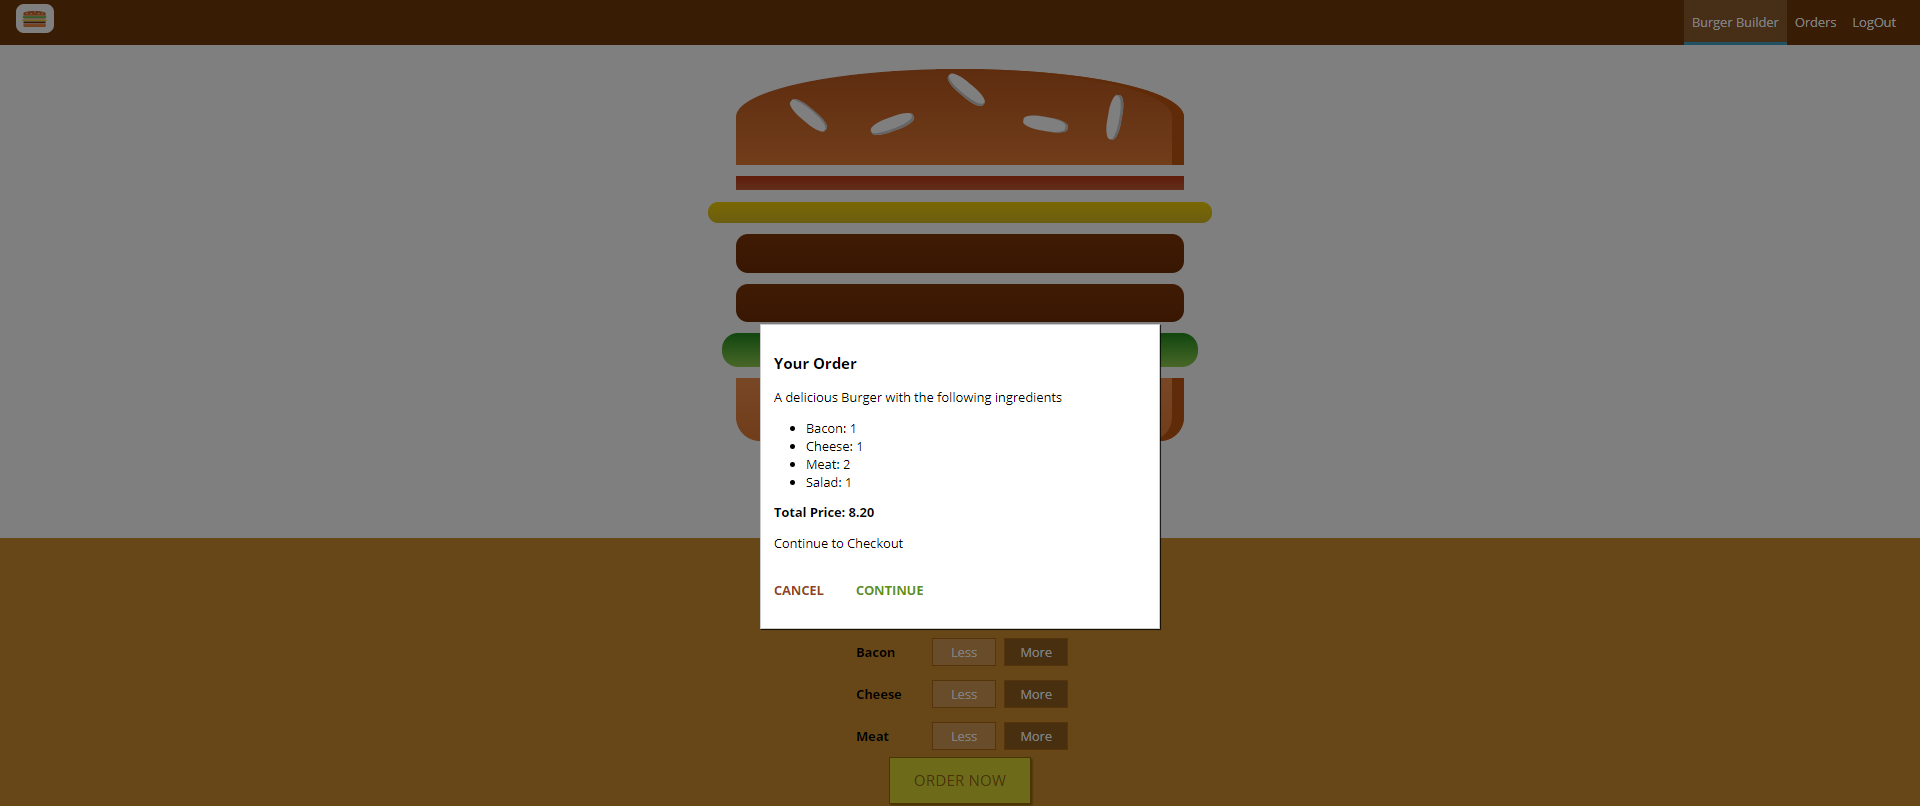 Burger Builder Orders LogOut
Your Order
A delicious Burger with the following ingredients
Bacon: 1
Cheese: 1
Meat: 2
Salad: 1
Total Price: 8.20
Continue to Checkout
CANCEL CONTINUE
Bacon Less More
Cheese Less More
Meat Less More
ORDER NOW